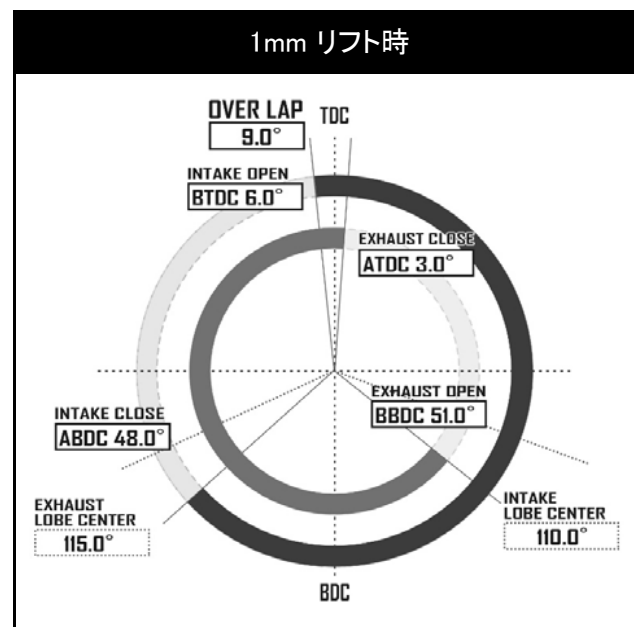 1mm リフト時
OVER LAP
9.0°
TDC
INTAKE OPEN
BTDC 6.0°
EXHAUST CLOSE
ATDC 3.0°
EXHAUST OPEN
BBDC 51.0°
INTAKE CLOSE
ABDC 48.0°
EXHAUST
LOBE CENTER
115.0°
INTAKE
LOBE CENTER
110.0°
BDC